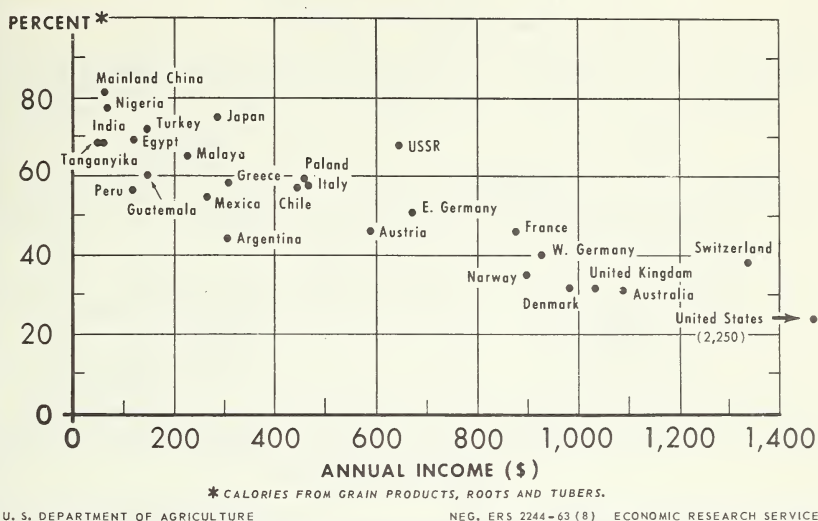 PERCENT*
Mainland China
80
Nigeria
India
Turkey
Japan
Egypt
USSR
Tanganyika
Malaya
60
Greece
Paland
Italy
Peru
Guatemala
Mexico
Chile
E. Germany
Argentina
Austria
France
40
W. Germany
Switzerland
Narway
United Kingdom
Denmark
Australia
United States
20
(2,250)
0
0 200 400 600 800 1,000 1,200 1,400
ANNUAL INCOME ($)
* CALORIES FROM GRAIN PRODUCTS, ROOTS AND TUBERS.
U. S. DEPARTMENT OF AGRICULTURE NEG. ERS 2244-63 (8) ECONOMIC RESEARCH SERVICE